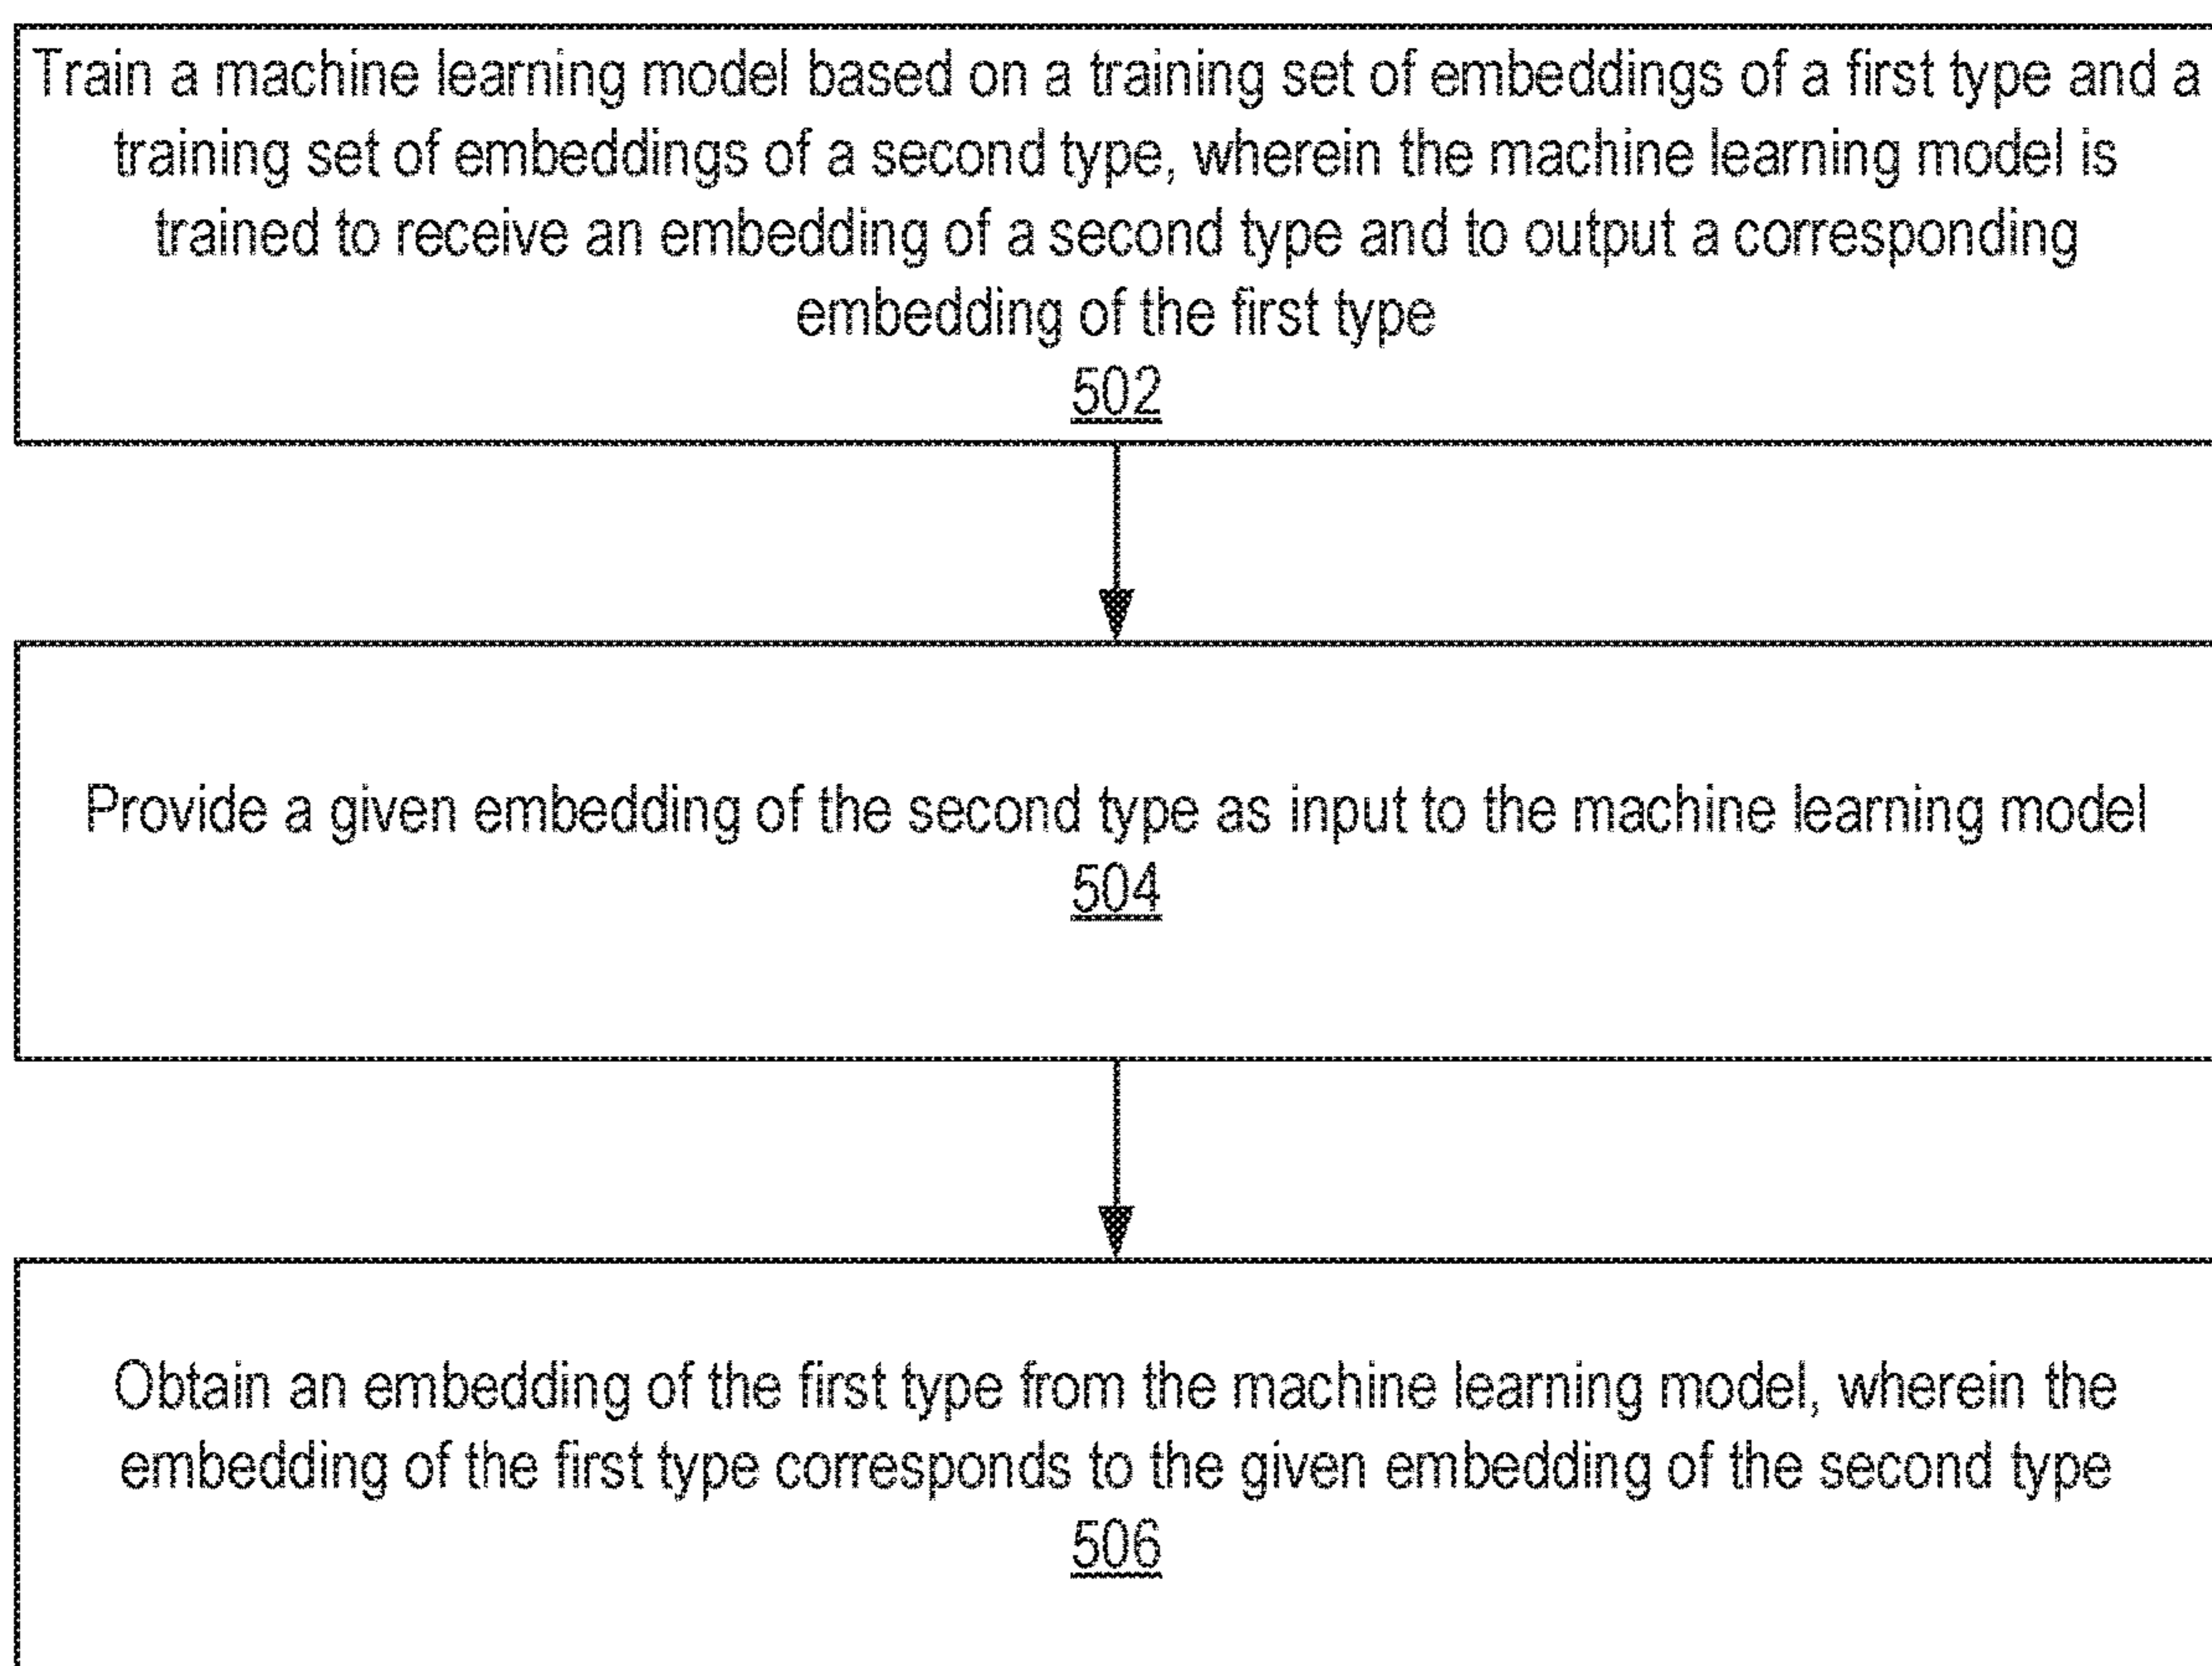 Train a machine learning model based on a training set of embeddings of a first type and a
training set of embeddings of a second type, wherein the machine learning model is
trained to receive an embedding of a second type and to output a corresponding
embedding of the first type
502
Provide a given embedding of the second type as input to the machine learning model
504
Obtain an embedding of the first type from the machine learning model, wherein the
embedding of the first type corresponds to the given embedding of the second type
506